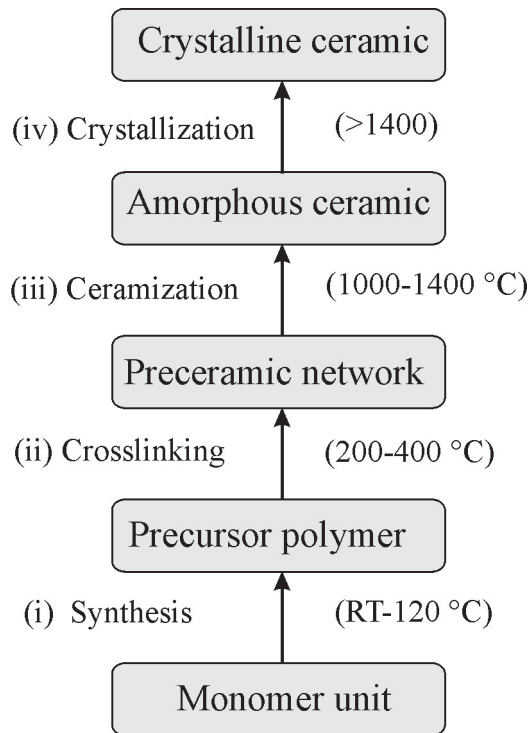 Crystalline ceramic
(iv) Crystallization (>1400)
Amorphous ceramic
(iii) Ceramization (1000-1400 °C)
Preceramic network
(ii) Crosslinking (200-400 °C)
Precursor polymer
(i) Synthesis (RT-120 °C)
Monomer unit